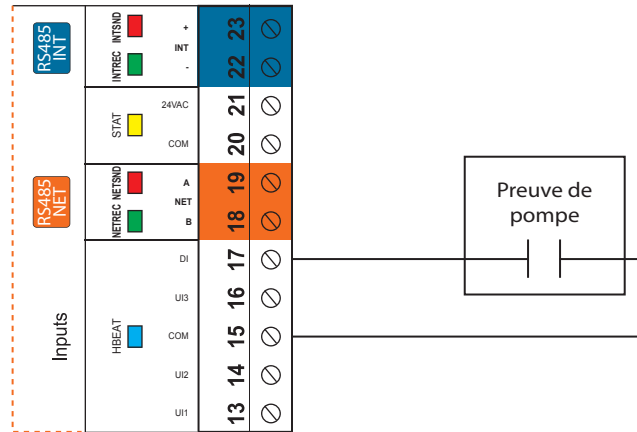 RS485
INT
INTREC INTSND
+
INT
-
23
22
STAT
24VAC
COM
21
20
RS485
NET
NETREC NETSND
A
NET
B
19
18
Inputs
HBEAT
DI
UI3
COM
UI2
UI1
17
16
15
14
13
Preuve de
pompe